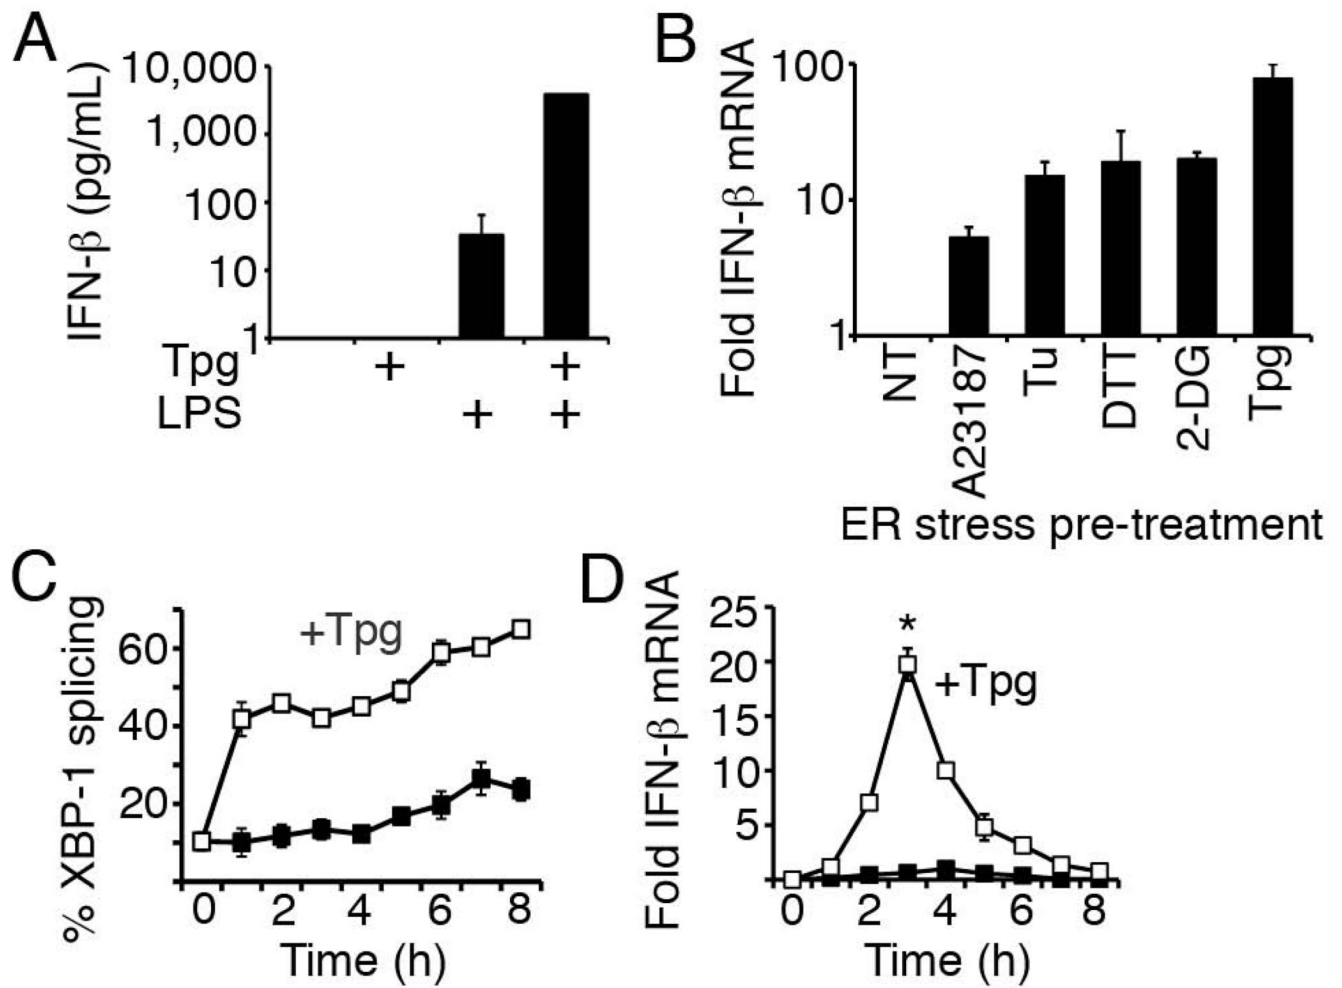 A
IFN-β (pg/mL)
10,000
1,000
100
10
1
Tpg + +
LPS + +
B
Fold IFN-β mRNA
100
10
1
NT
A23187
Tu
DTT
2-DG
Tpg
ER stress pre-treatment
C
% XBP-1 splicing
60
40
20
+Tpg
0 2 4 6 8
Time (h)
D
Fold IFN-β mRNA
25
20
15
10
5
*
+Tpg
0 2 4 6 8
Time (h)